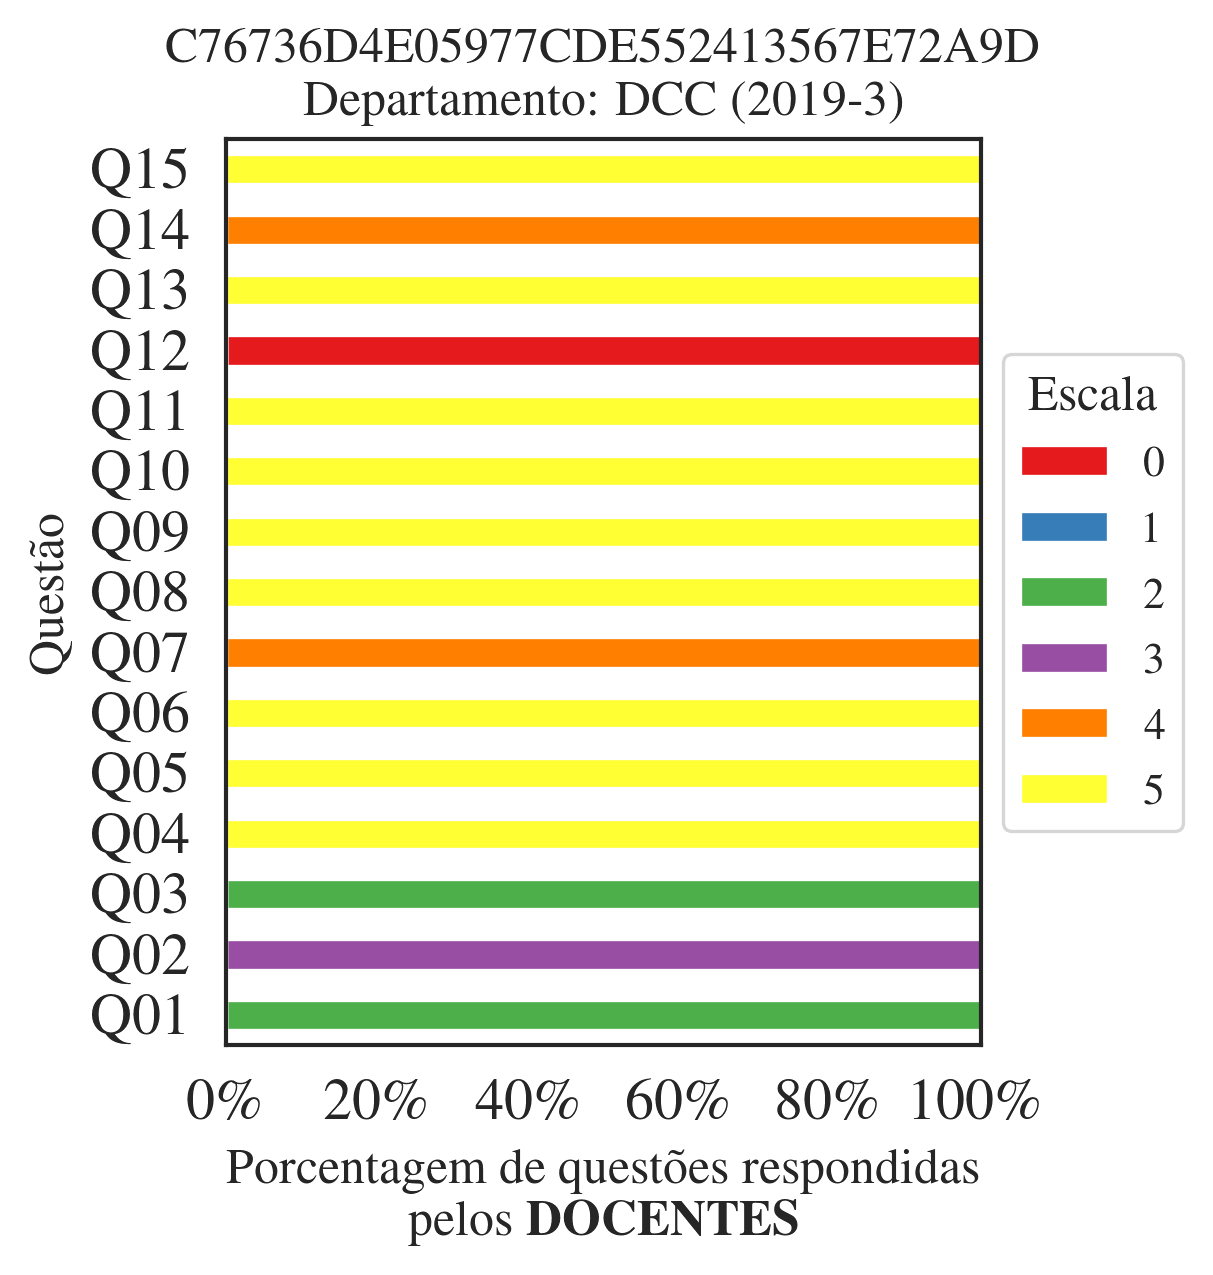 C76736D4E05977CDE552413567E72A9D
Departamento: DCC (2019-3)
Q15
Q14
Q13
Q12
Q11
Q10
Q09
Q08
Q07
Q06
Q05
Q04
Q03
Q02
Q01
Questão
0% 20% 40% 60% 80% 100%
Porcentagem de questões respondidas
pelos DOCENTES
Escala
0
1
2
3
4
5